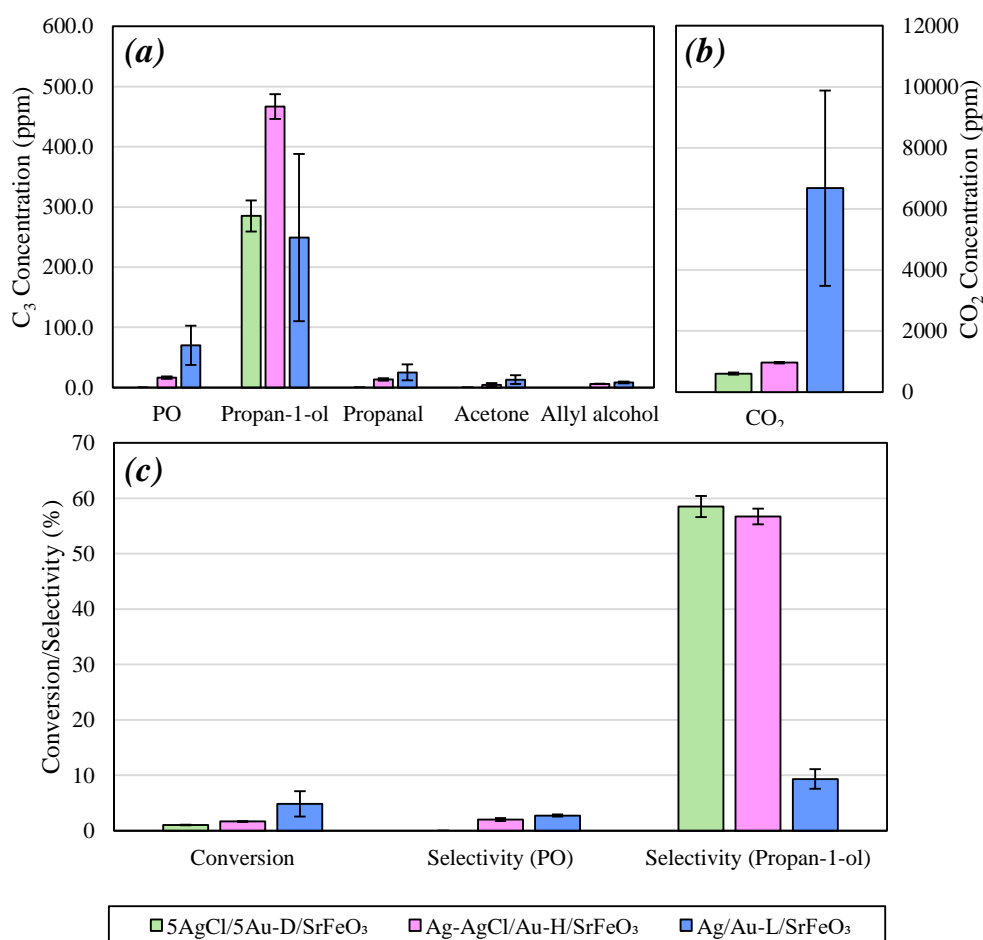 (a)
C₃ Concentration (ppm)
600.0
500.0
400.0
300.0
200.0
100.0
0.0
PO Propan-1-ol Propanal Acetone Allyl alcohol
(b)
12000
10000
8000
6000
4000
2000
0
CO₂ Concentration (ppm)
CO₂
(c)
Conversion/Selectivity (%)
70
60
50
40
30
20
10
0
Conversion Selectivity (PO) Selectivity (Propan-1-ol)
5AgCl/5Au-D/SrFeO₃ Ag-AgCl/Au-H/SrFeO₃ Ag/Au-L/SrFeO₃